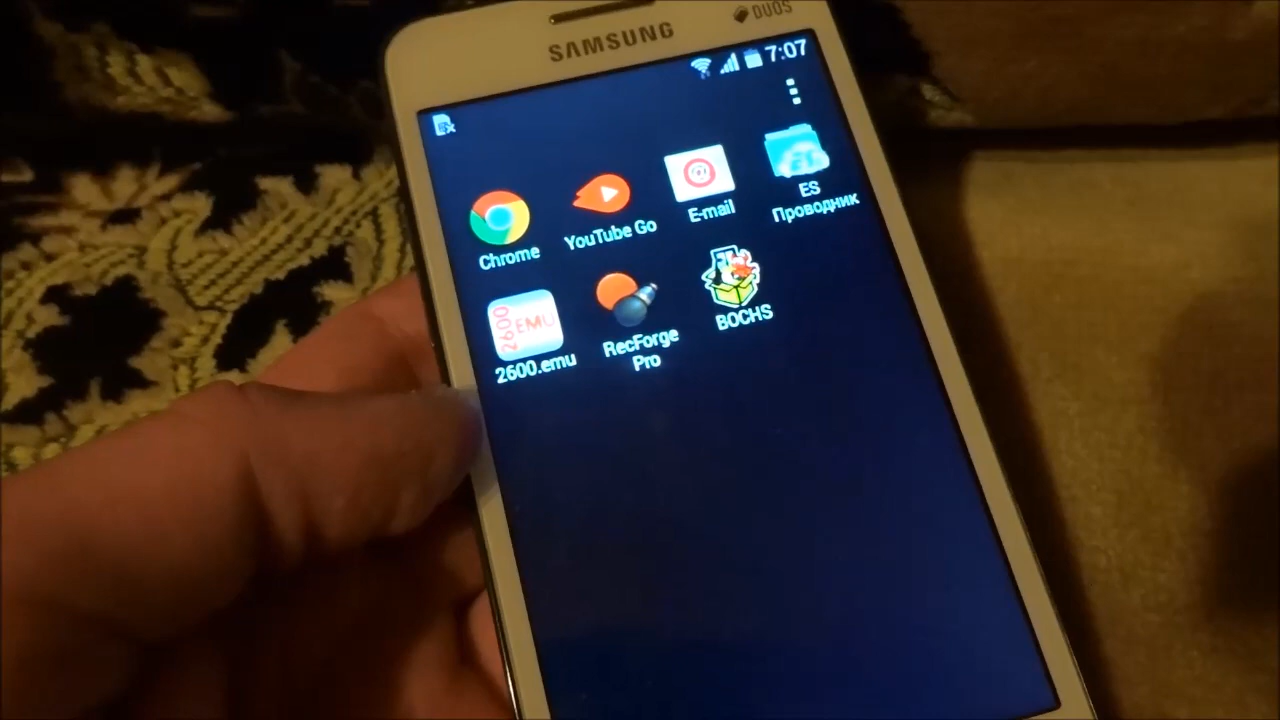 SAMSUNG
DUOS
7:07
Chrome
YouTube Go
E-mail
ES
Проводник
2600
EMU
2600.emu
RecForge
Pro
BOCHS